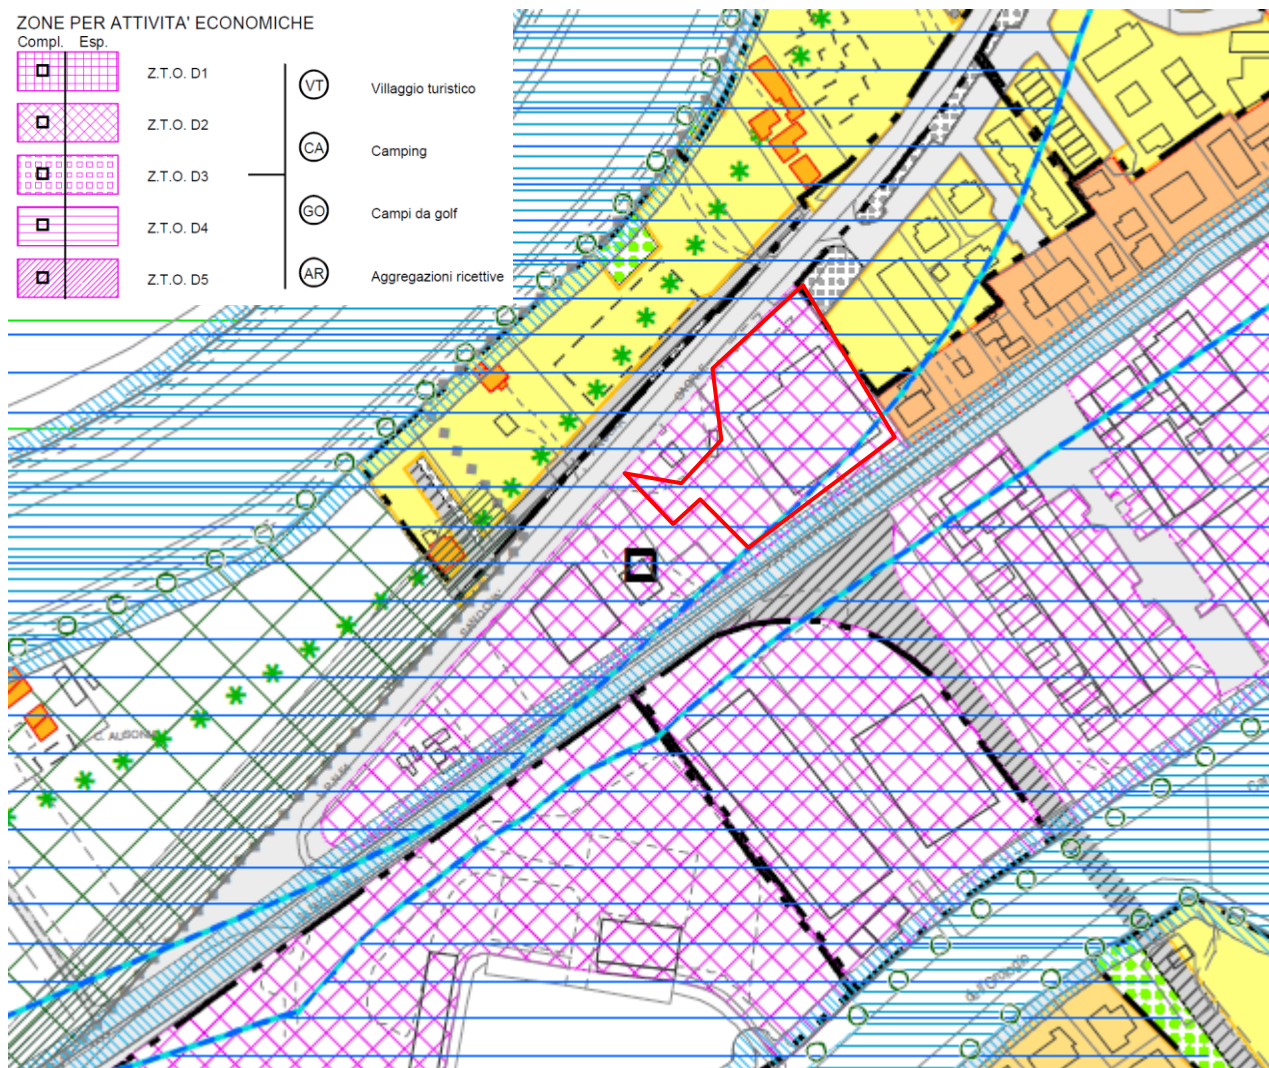 ZONE PER ATTIVITA' ECONOMICHE
Compl. Esp.
Z.T.O. D1
Z.T.O. D2
Z.T.O. D3
Z.T.O. D4
Z.T.O. D5
VT Villaggio turistico
CA Camping
GO Campi da golf
AR Aggregazioni ricettive
C. AUSONI